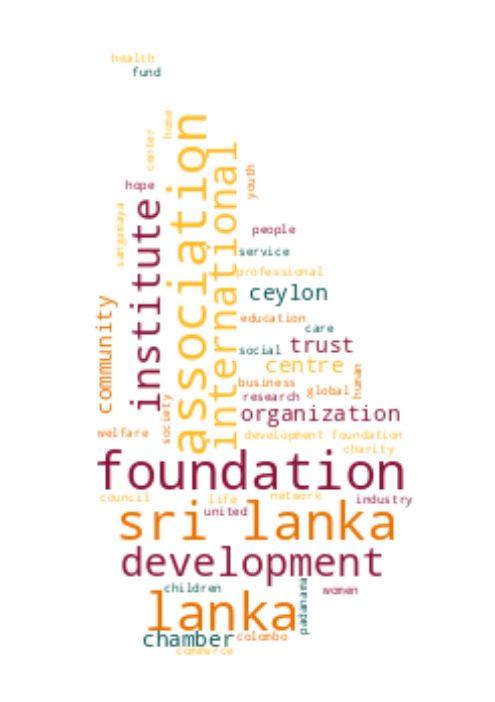 health
fund
home
association
center
international
youth
hope
institute
sangamaya
people
service
professional
ceylon
community
education
care
social
trust
centre
human
business
global
research
society
organization
welfare
development foundation
charity
foundation
council
life
network
industry
united
sri lanka
development
children
padanama
women
lanka
chamber
colombo
commerce